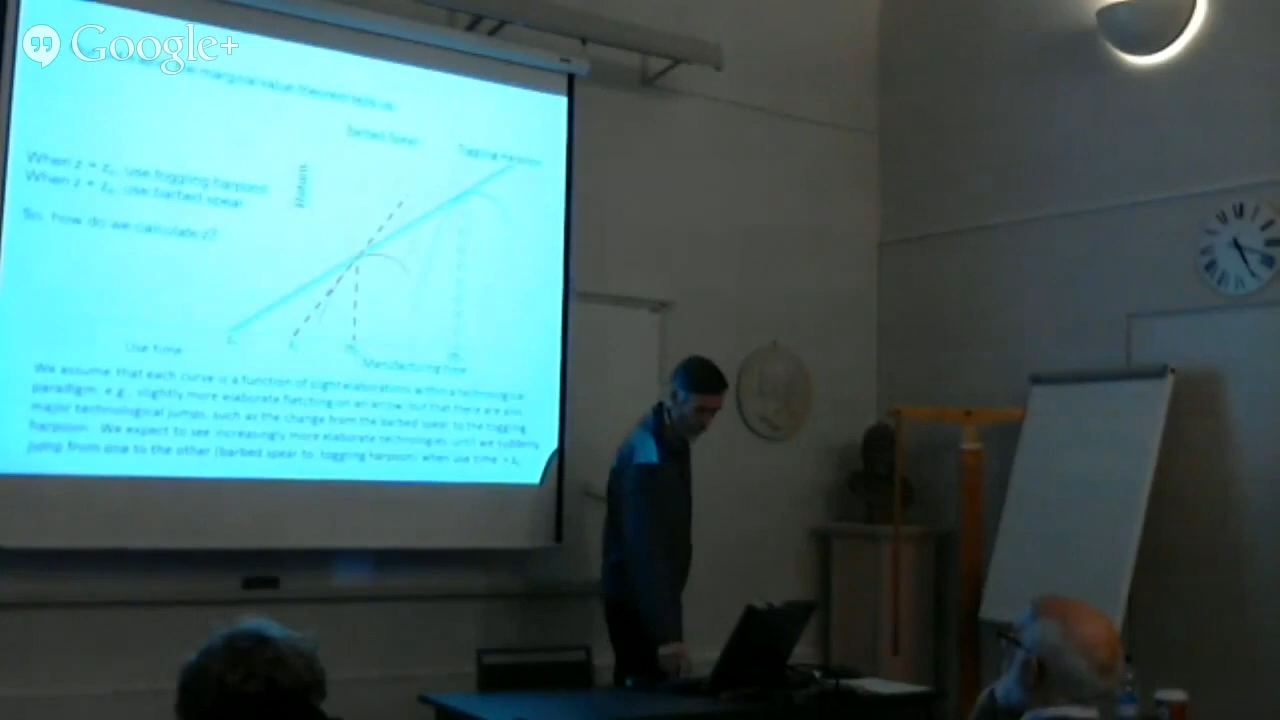 Google+
marginal value theorem
Barbed Spear
Toggling Harpoon
When z = z, use toggling harpoon
When z = z, use barbed spear
Return
So, how do we calculate z?
Use time
Manufacturing time
We assume that each curve is a function of slight elaborations within a technological
paradigm, e.g., slightly more elaborate fletching on an arrow, but that there are also
major technological jumps, such as the change from the barbed spear to the toggling
harpoon. We expect to see increasingly more elaborate technologies until we suddenly
jump from one to the other (barbed spear to toggling harpoon) when use time =